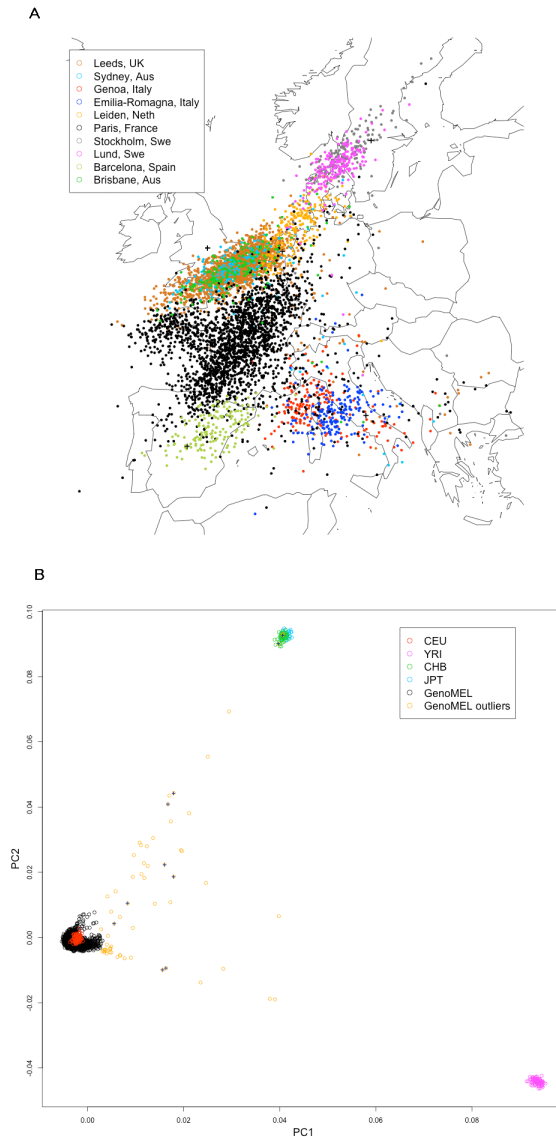 A
Leeds, UK
Sydney, Aus
Genoa, Italy
Emilia-Romagna, Italy
Leiden, Neth
Paris, France
Stockholm, Swe
Lund, Swe
Barcelona, Spain
Brisbane, Aus
B
0.10
0.08
0.06
0.04
0.02
0.00
-0.02
-0.04
PC2
CEU
YRI
CHB
JPT
GenoMEL
GenoMEL outliers
0.00
0.02
0.04
0.06
0.08
PC1